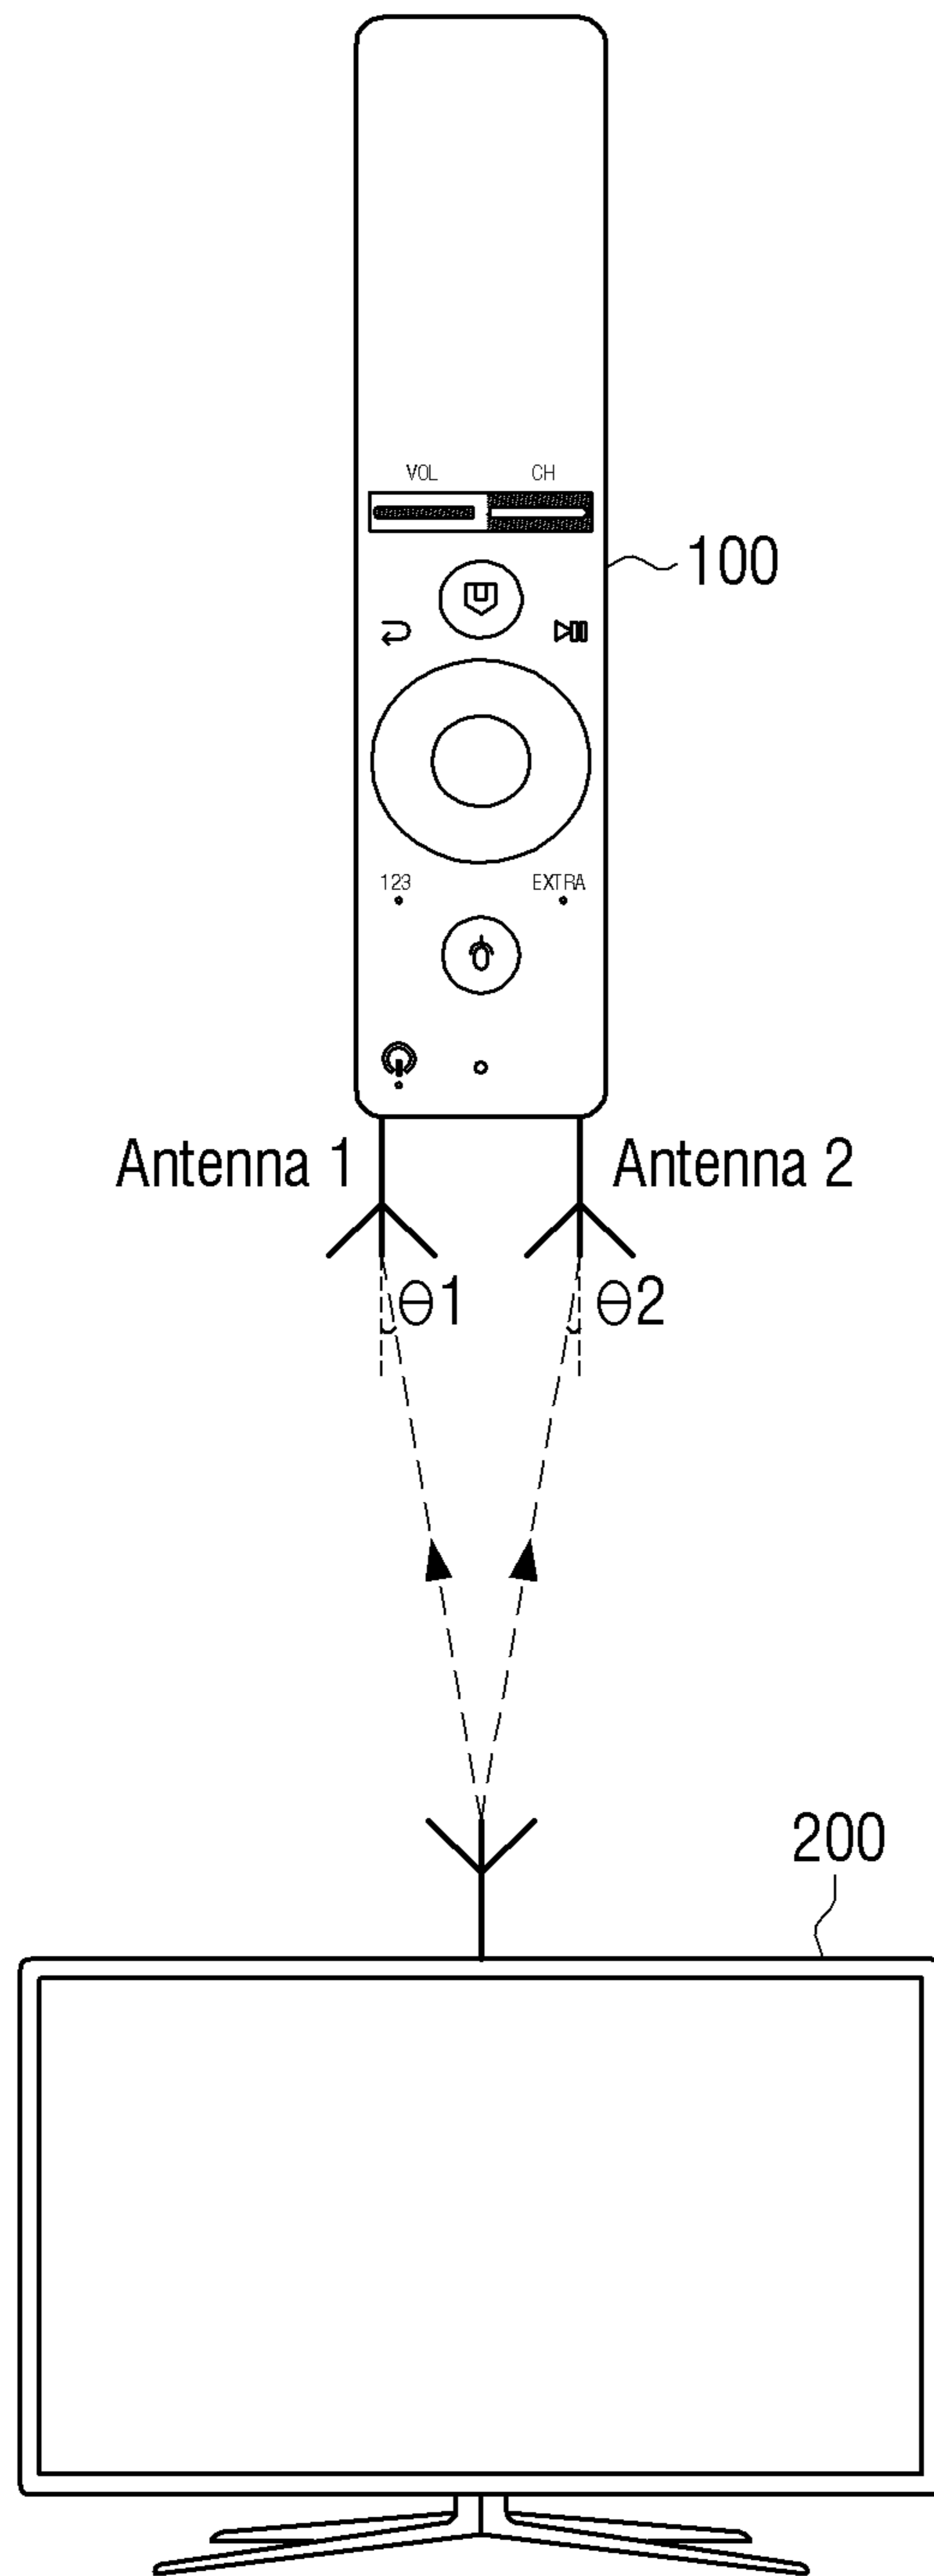 VOL CH
100
123 EXTRA
Antenna 1 Antenna 2
θ1 θ2
200